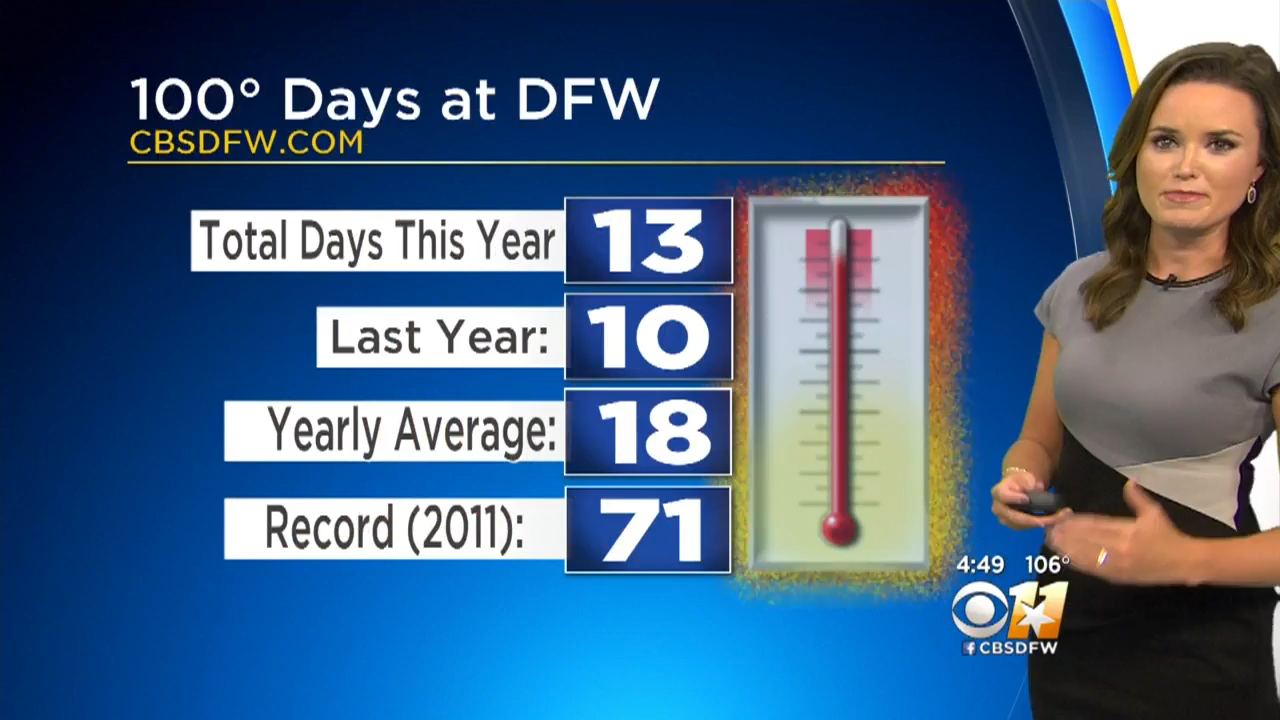 100° Days at DFW
CBSDFW.COM
Total Days This Year 13
Last Year: 10
Yearly Average: 18
Record (2011): 71
4:49 106°
11
f CBSDFW